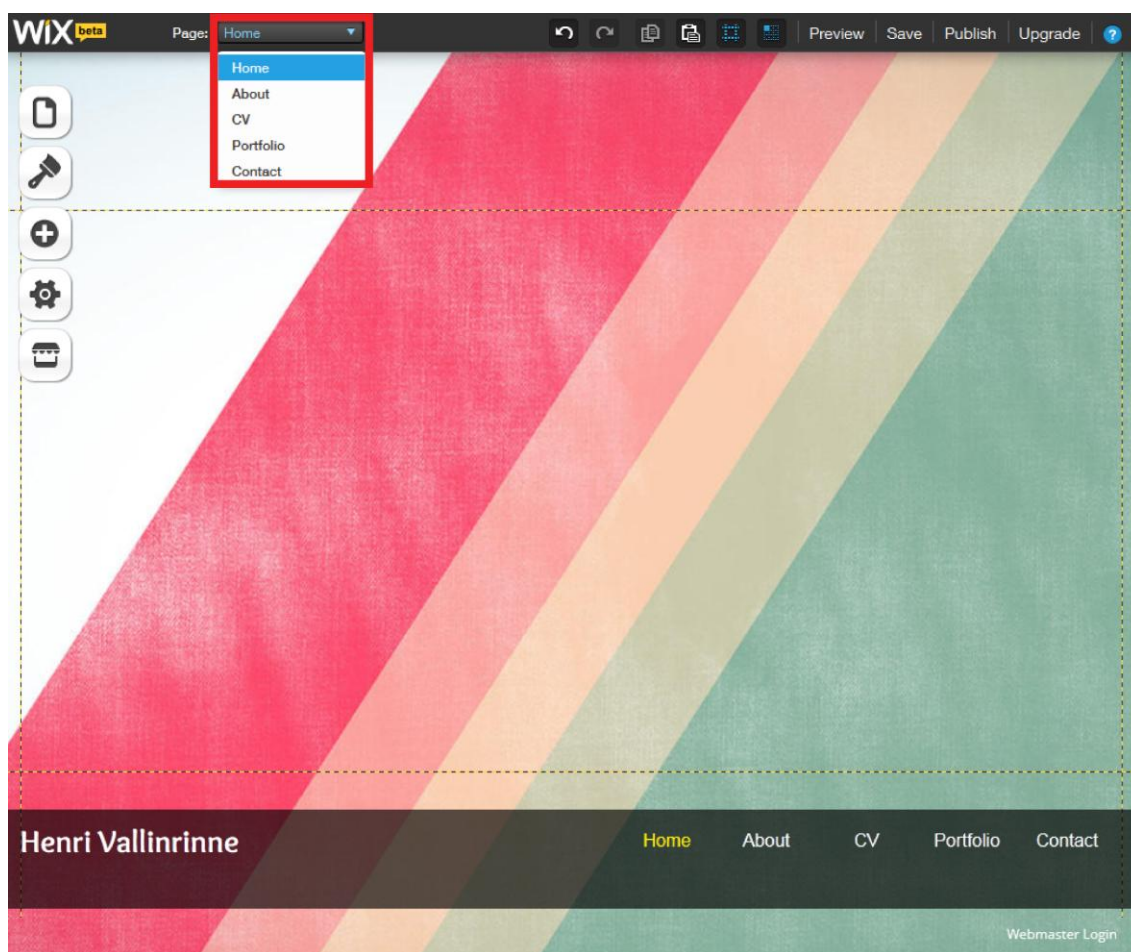 WiX beta Page: Home Preview Save Publish Upgrade ?
Home
About
CV
Portfolio
Contact
Henri Vallinrinne Home About CV Portfolio Contact
Webmaster Login